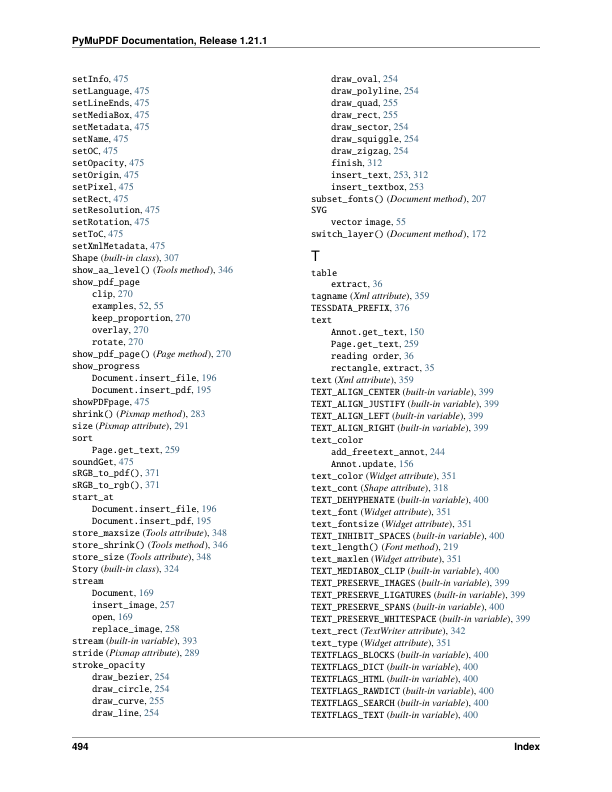 PyMuPDF Documentation, Release 1.21.1
setInfo, 475
setLanguage, 475
setLineEnds, 475
setMediaBox, 475
setMetadata, 475
setName, 475
setOC, 475
setOpacity, 475
setOrigin, 475
setPixel, 475
setRect, 475
setResolution, 475
setRotation, 475
setToC, 475
setXmlMetadata, 475
Shape (built-in class), 307
show_aa_level() (Tools method), 346
show_pdf_page
clip, 270
examples, 52, 55
keep_proportion, 270
overlay, 270
rotate, 270
show_pdf_page() (Page method), 270
show_progress
Document.insert_file, 196
Document.insert_pdf, 195
showPDFpage, 475
shrink() (Pixmap method), 283
size (Pixmap attribute), 291
sort
Page.get_text, 259
soundGet, 475
sRGB_to_pdf(), 371
sRGB_to_rgb(), 371
start_at
Document.insert_file, 196
Document.insert_pdf, 195
store_maxsize (Tools attribute), 348
store_shrink() (Tools method), 346
store_size (Tools attribute), 348
Story (built-in class), 324
stream
Document, 169
insert_image, 257
open, 169
replace_image, 258
stream (built-in variable), 393
stride (Pixmap attribute), 289
stroke_opacity
draw_bezier, 254
draw_circle, 254
draw_curve, 255
draw_line, 254
draw_oval, 254
draw_polyline, 254
draw_quad, 255
draw_rect, 255
draw_sector, 254
draw_squiggle, 254
draw_zigzag, 254
finish, 312
insert_text, 253, 312
insert_textbox, 253
subset_fonts() (Document method), 207
SVG
vector image, 55
switch_layer() (Document method), 172
T
table
extract, 36
tagname (Xml attribute), 359
TESSDATA_PREFIX, 376
text
Annot.get_text, 150
Page.get_text, 259
reading order, 36
rectangle, extract, 35
text (Xml attribute), 359
TEXT_ALIGN_CENTER (built-in variable), 399
TEXT_ALIGN_JUSTIFY (built-in variable), 399
TEXT_ALIGN_LEFT (built-in variable), 399
TEXT_ALIGN_RIGHT (built-in variable), 399
text_color
add_freetext_annot, 244
Annot.update, 156
text_color (Widget attribute), 351
text_cont (Shape attribute), 318
TEXT_DEHYPHENATE (built-in variable), 400
text_font (Widget attribute), 351
text_fontsize (Widget attribute), 351
TEXT_INHIBIT_SPACES (built-in variable), 400
text_length() (Font method), 219
text_maxlen (Widget attribute), 351
TEXT_MEDIABOX_CLIP (built-in variable), 400
TEXT_PRESERVE_IMAGES (built-in variable), 399
TEXT_PRESERVE_LIGATURES (built-in variable), 399
TEXT_PRESERVE_SPANS (built-in variable), 400
TEXT_PRESERVE_WHITESPACE (built-in variable), 399
text_rect (TextWriter attribute), 342
text_type (Widget attribute), 351
TEXTFLAGS_BLOCKS (built-in variable), 400
TEXTFLAGS_DICT (built-in variable), 400
TEXTFLAGS_HTML (built-in variable), 400
TEXTFLAGS_RAWDICT (built-in variable), 400
TEXTFLAGS_SEARCH (built-in variable), 400
TEXTFLAGS_TEXT (built-in variable), 400
494 Index